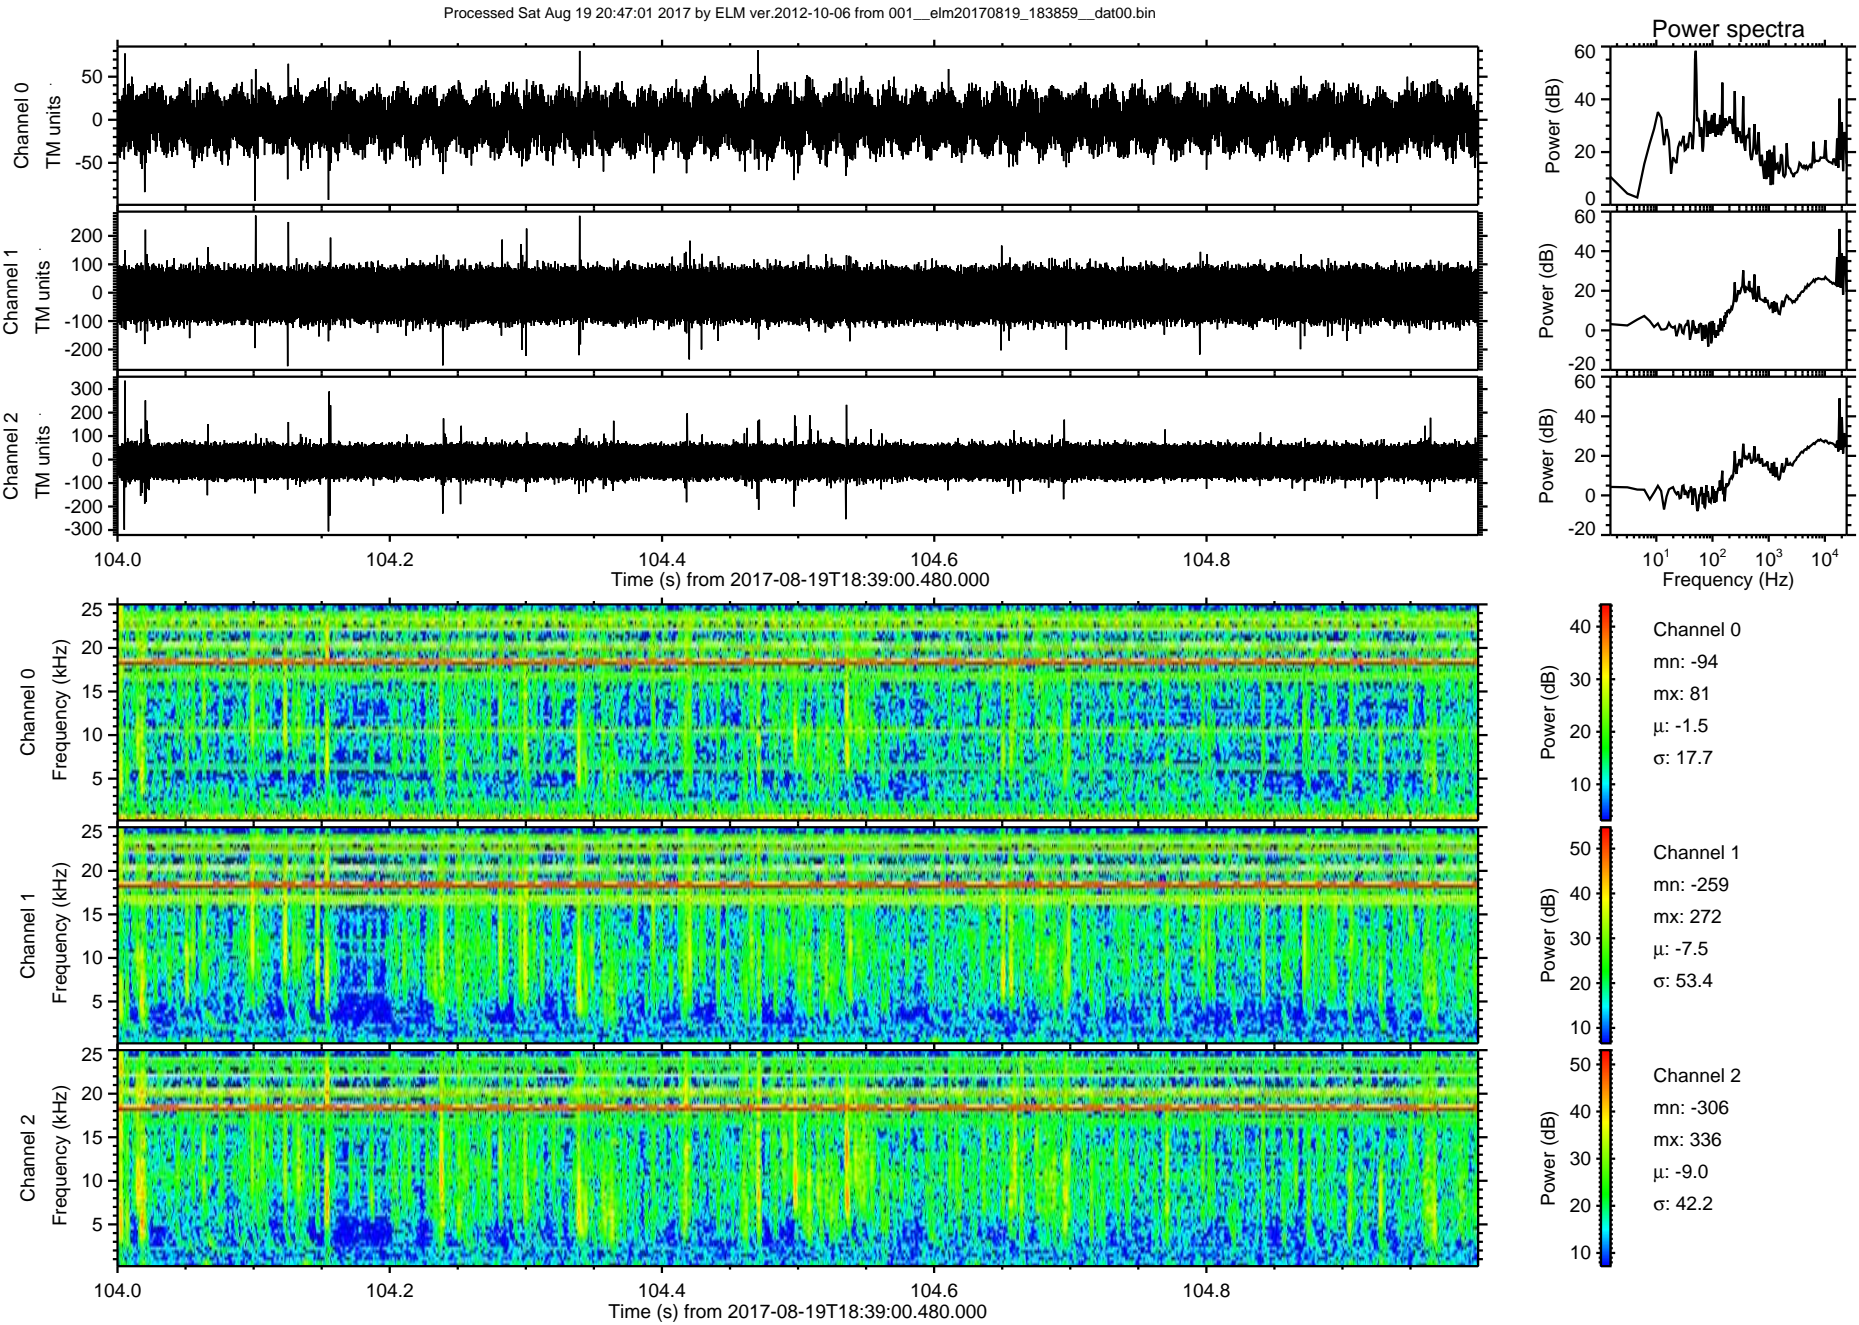 Processed Sat Aug 19 20:47:01 2017 by ELM ver.2012-10-06 from 001__elm20170819_183859__dat00.bin
Power spectra
Channel 0
TM units
50
0
-50
Power (dB)
60
40
20
0
Channel 1
TM units
200
100
0
-100
-200
Power (dB)
60
40
20
0
-20
Channel 2
TM units
300
200
100
0
-100
-200
-300
Power (dB)
60
40
20
0
-20
104.0 104.2 104.4 104.6 104.8
Time (s) from 2017-08-19T18:39:00.480.000
10¹ 10² 10³ 10⁴
Frequency (Hz)
Channel 0
Frequency (kHz)
25
20
15
10
5
Power (dB)
40
30
20
10
Channel 0
mn: -94
mx: 81
μ: -1.5
σ: 17.7
Channel 1
Frequency (kHz)
25
20
15
10
5
Power (dB)
50
40
30
20
10
Channel 1
mn: -259
mx: 272
μ: -7.5
σ: 53.4
Channel 2
Frequency (kHz)
25
20
15
10
5
Power (dB)
50
40
30
20
10
Channel 2
mn: -306
mx: 336
μ: -9.0
σ: 42.2
104.0 104.2 104.4 104.6 104.8
Time (s) from 2017-08-19T18:39:00.480.000